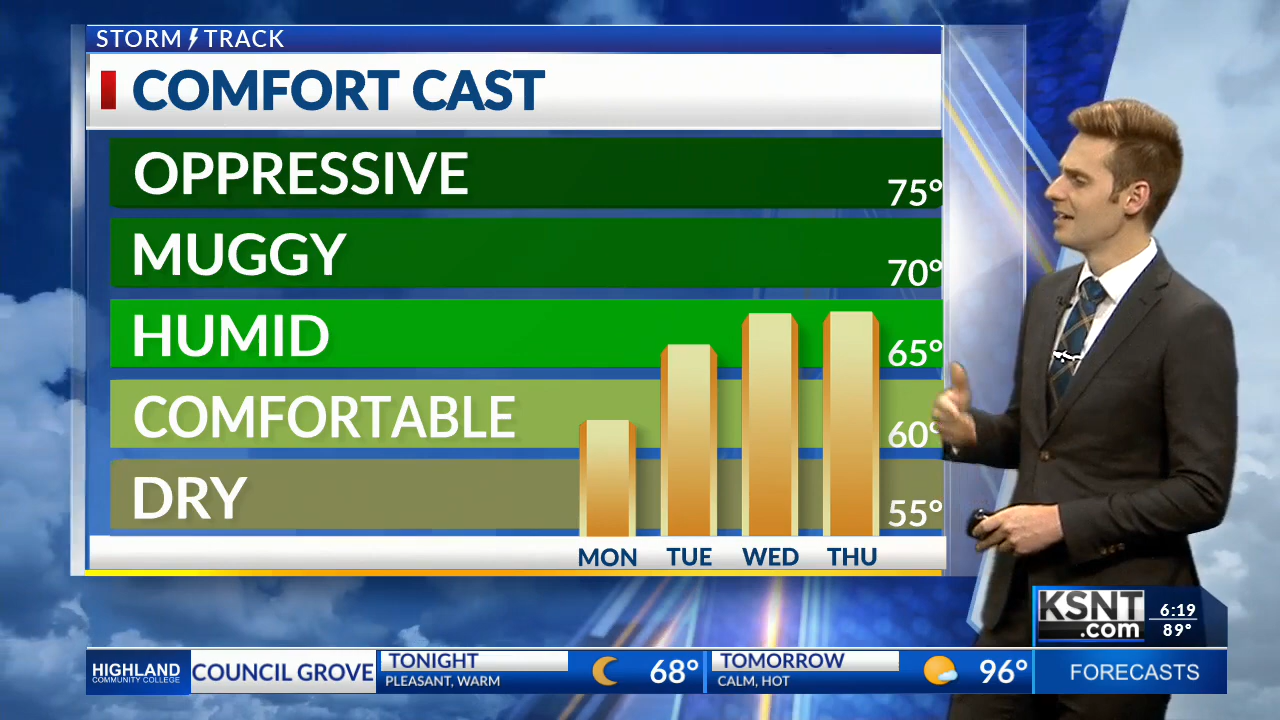 STORM TRACK
COMFORT CAST
OPPRESSIVE
75°
MUGGY
70°
HUMID
65°
COMFORTABLE
60°
DRY
55°
MON TUE WED THU
KSNT
.com
6:19
89°
HIGHLAND
COMMUNITY COLLEGE
COUNCIL GROVE
TONIGHT
PLEASANT, WARM
68°
TOMORROW
CALM, HOT
96°
FORECASTS